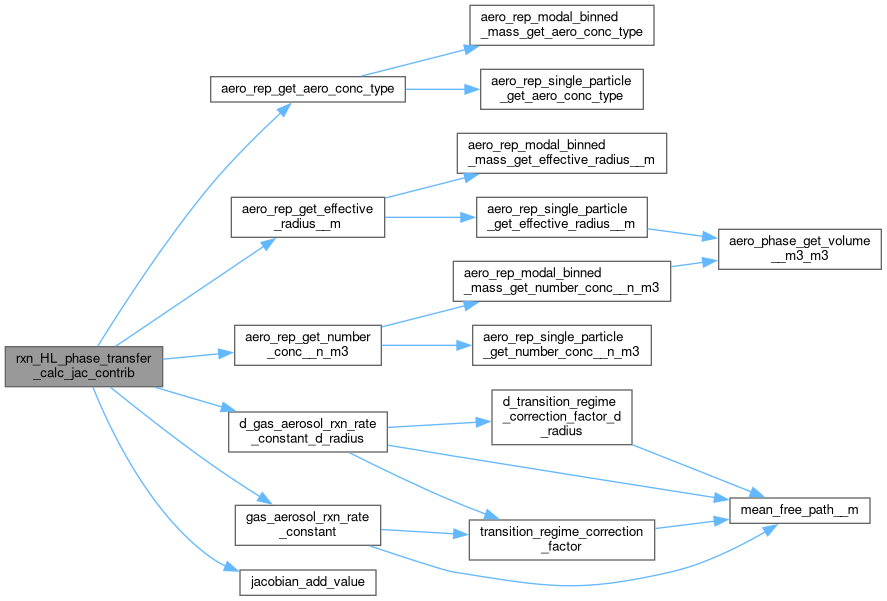 aero_rep_modal_binned
_mass_get_aero_conc_type
aero_rep_get_aero_conc_type
aero_rep_single_particle
_get_aero_conc_type
aero_rep_modal_binned
_mass_get_effective_radius__m
aero_rep_get_effective
_radius__m
aero_rep_single_particle
_get_effective_radius__m
aero_phase_get_volume
__m3_m3
aero_rep_modal_binned
_mass_get_number_conc__n_m3
aero_rep_get_number
_conc__n_m3
aero_rep_single_particle
_get_number_conc__n_m3
rxn_HL_phase_transfer
_calc_jac_contrib
d_transition_regime
_correction_factor_d
_radius
d_gas_aerosol_rxn_rate
_constant_d_radius
mean_free_path__m
gas_aerosol_rxn_rate
_constant
transition_regime_correction
_factor
jacobian_add_value